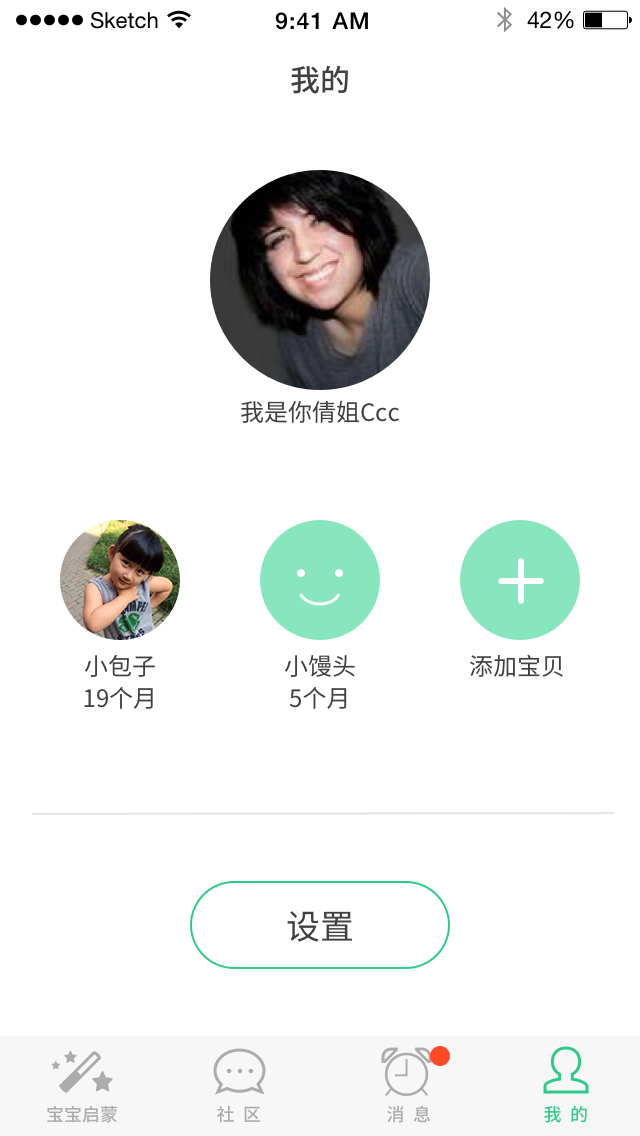 Sketch 9:41 AM 42%
我的
我是你倩姐Ccc
小包子 小馒头 添加宝贝
19个月 5个月
设置
宝宝启蒙 社区 消息 我的